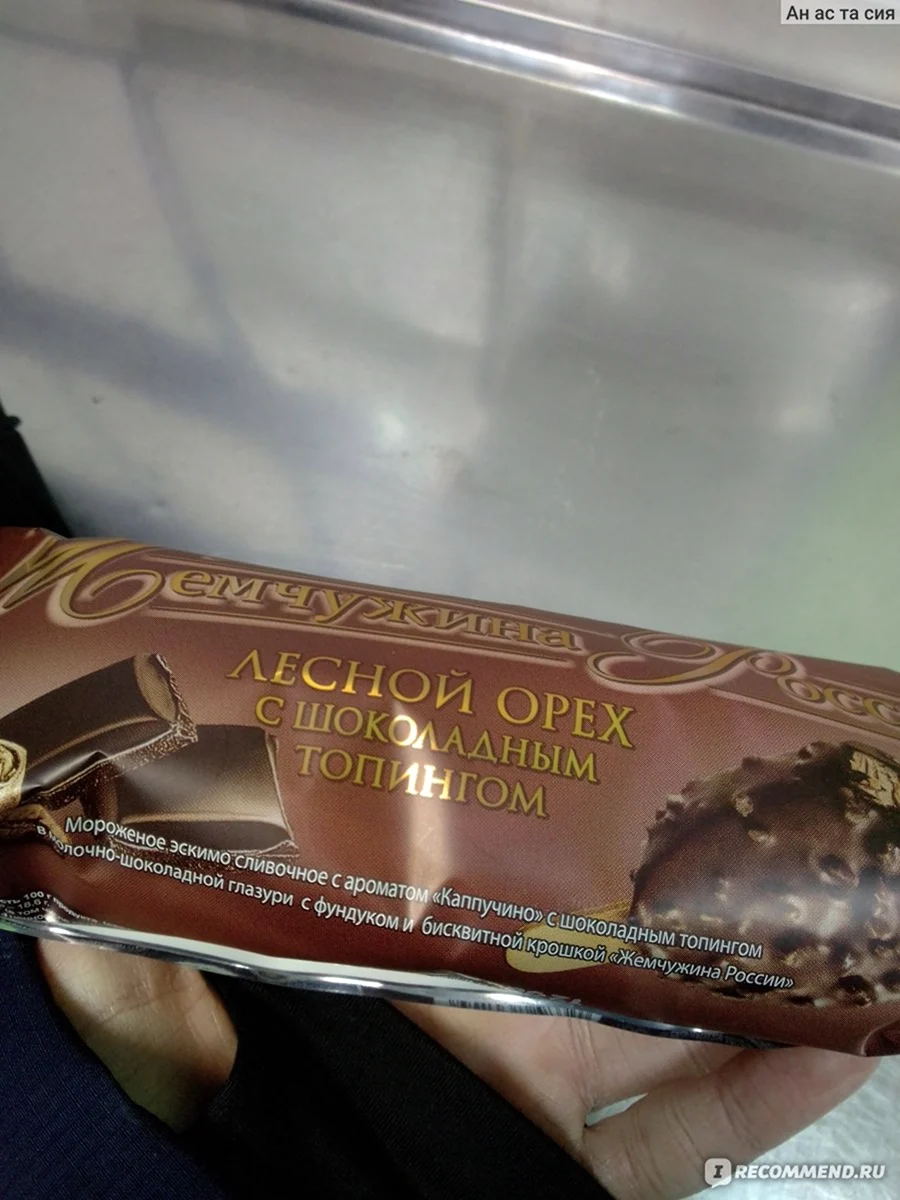 Ан ас та сия
Жемчужина Росс
ЛЕСНОЙ ОРЕХ
С ШОКОЛАДНЫМ
ТОПИНГОМ
Мороженое эскимо сливочное с ароматом «Каппучино» с шоколадным топингом
в молочно-шоколадной глазури с фундуком и бисквитной крошкой «Жемчужина России»
IRECOMMEND.RU